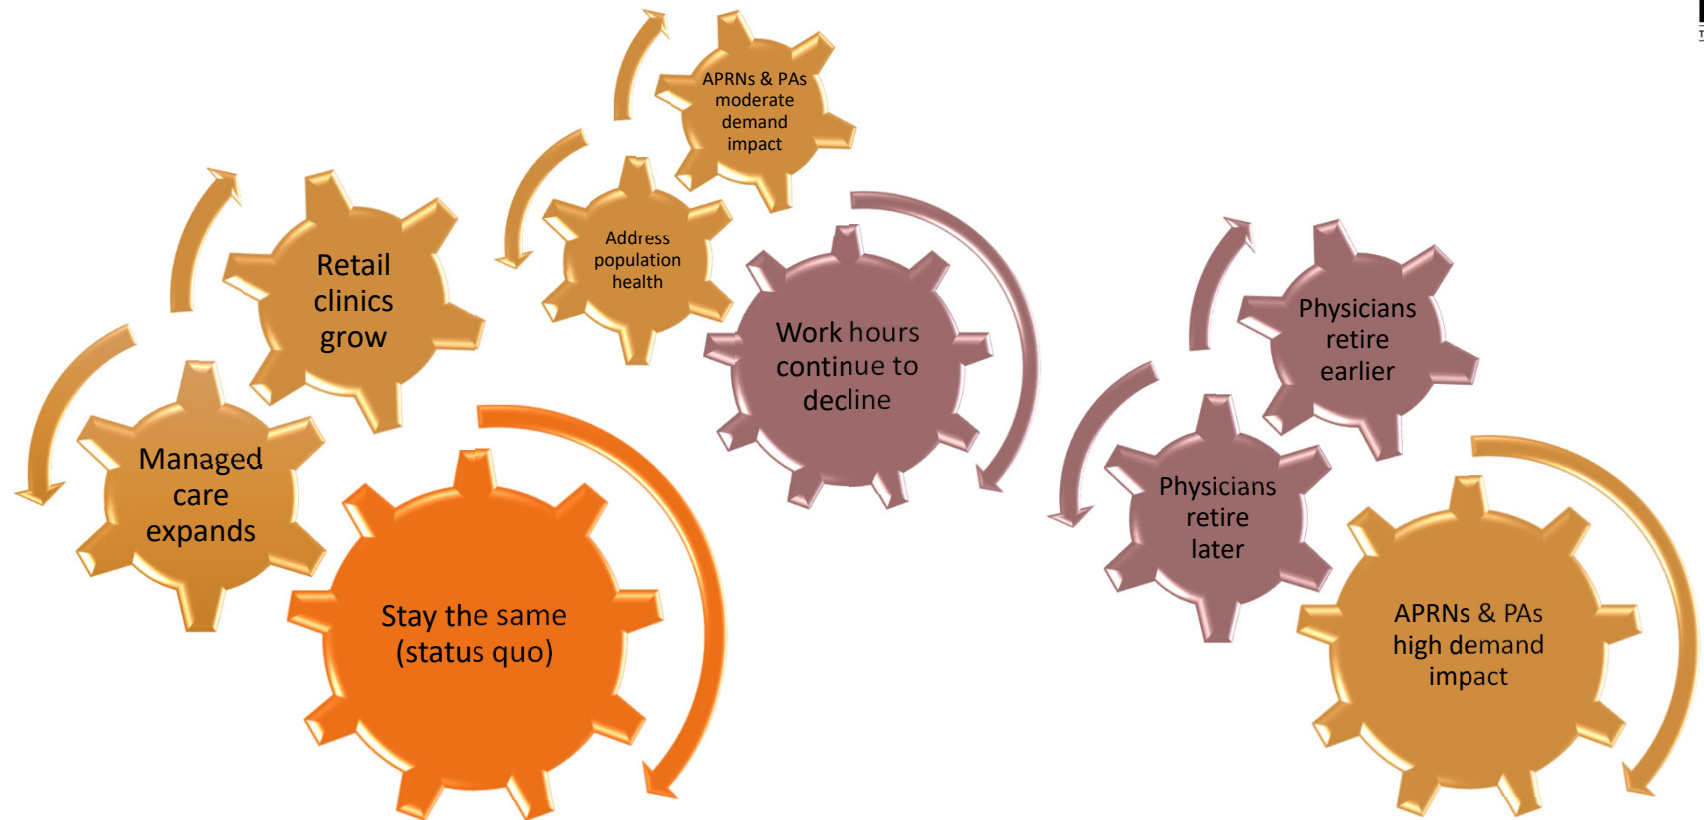 APRNs & PAs
moderate
demand
impact
Retail
clinics
grow
Address
population
health
Work hours
continue to
decline
Managed
care
expands
Stay the same
(status quo)
Physicians
retire
earlier
Physicians
retire
later
APRNs & PAs
high demand
impact